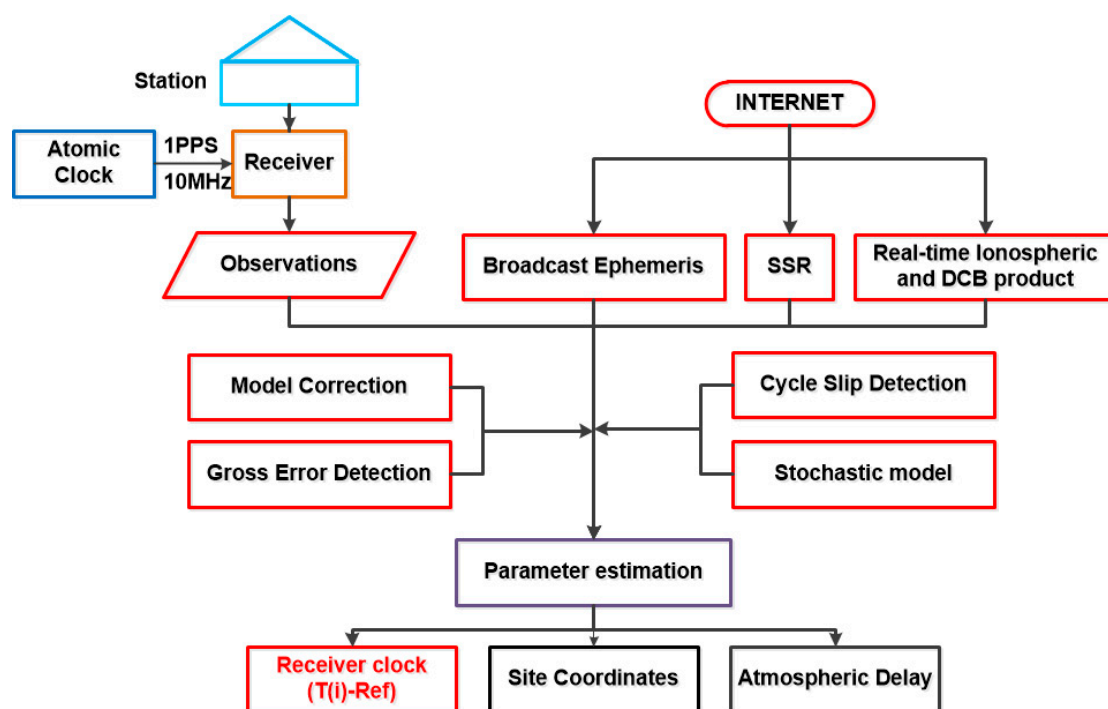 Station
INTERNET
Atomic
Clock
1PPS
10MHz
Receiver
Observations
Broadcast Ephemeris
SSR
Real-time Ionospheric
and DCB product
Model Correction
Cycle Slip Detection
Gross Error Detection
Stochastic model
Parameter estimation
Receiver clock
(T(i)-Ref)
Site Coordinates
Atmospheric Delay